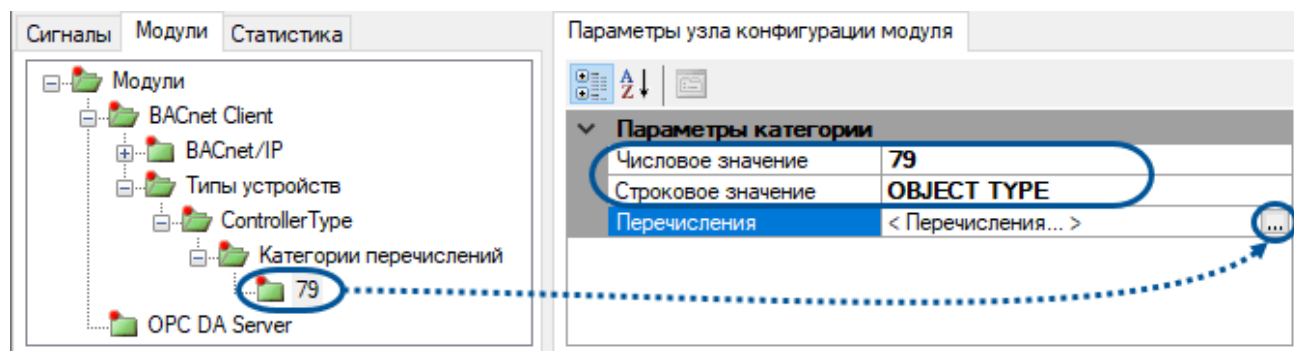 Сигналы Модули Статистика
Модули
BACnet Client
BACnet/IP
Типы устройств
ControllerType
Категории перечислений
79
OPC DA Server
Параметры узла конфигурации модуля
Параметры категории
Числовое значение 79
Строковое значение OBJECT TYPE
Перечисления < Перечисления... > ...